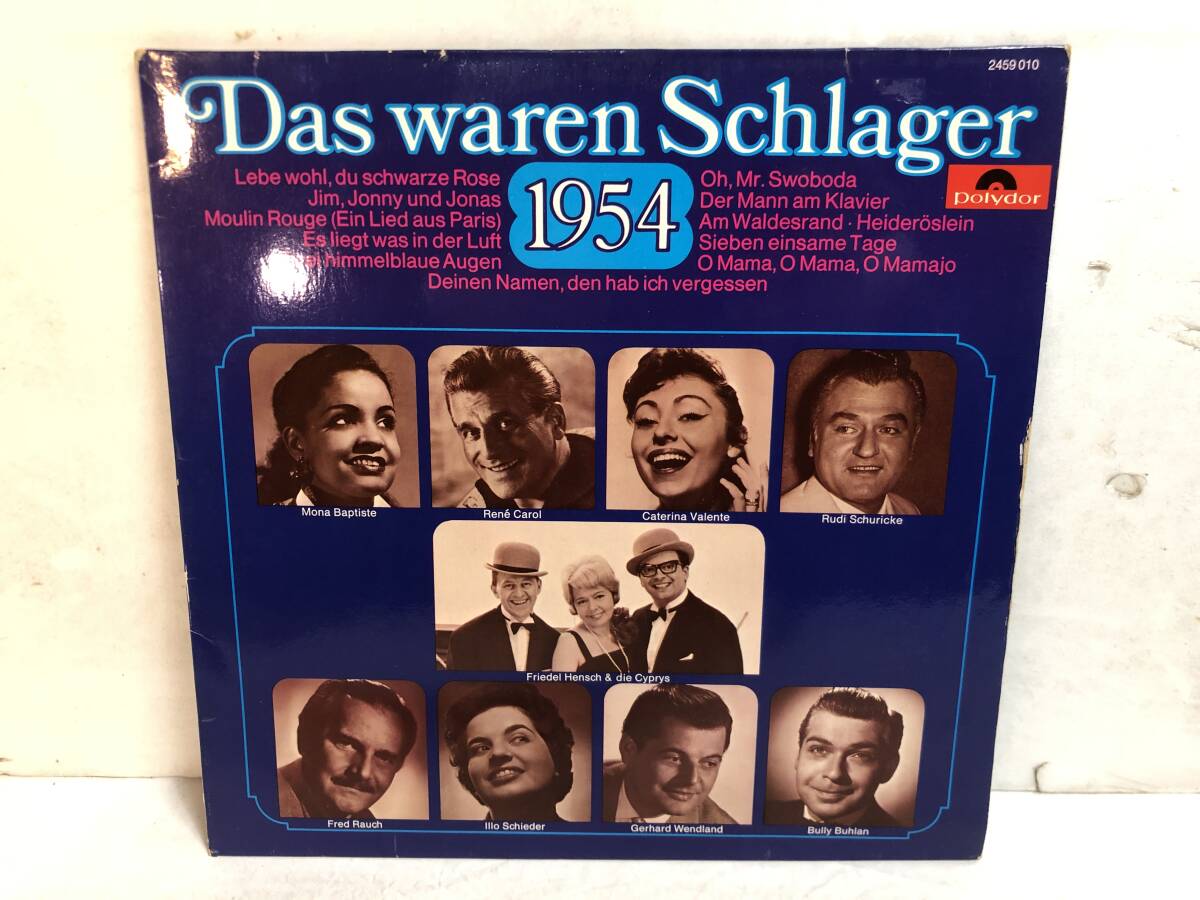 2459 010
Das waren Schlager
1954
Lebe wohl, du schwarze Rose
Jim, Jonny und Jonas
Moulin Rouge (Ein Lied aus Paris)
Es liegt was in der Luft
himmelblaue Augen
Oh, Mr. Swoboda
Der Mann am Klavier
Am Waldesrand · Heideröslein
Sieben einsame Tage
O Mama, O Mama, O Mamajo
Deinen Namen, den hab ich vergessen
Polydor
Mona Baptiste
René Carol
Caterina Valente
Rudi Schuricke
Friedel Hensch & die Cyprys
Fred Rauch
Illo Schieder
Gerhard Wendland
Bully Buhlan